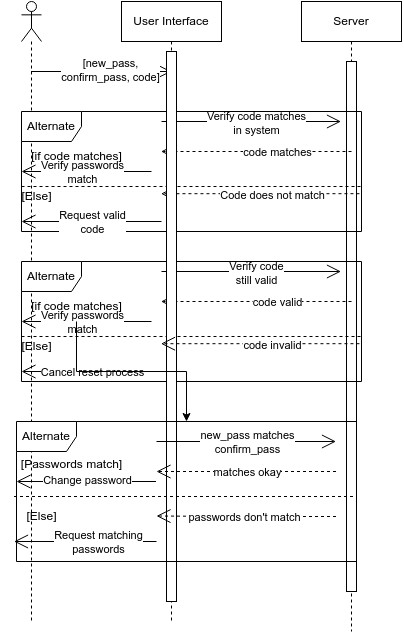 User Interface
Server
[new_pass,
confirm_pass, code]
Alternate
Verify code matches
in system
[if code matches]
code matches
Verify passwords
match
[Else]
Code does not match
Request valid
code
Alternate
Verify code
still valid
[if code matches]
code valid
Verify passwords
match
[Else]
code invalid
Cancel reset process
Alternate
new_pass matches
confirm_pass
[Passwords match]
matches okay
Change password
[Else]
passwords don't match
Request matching
passwords